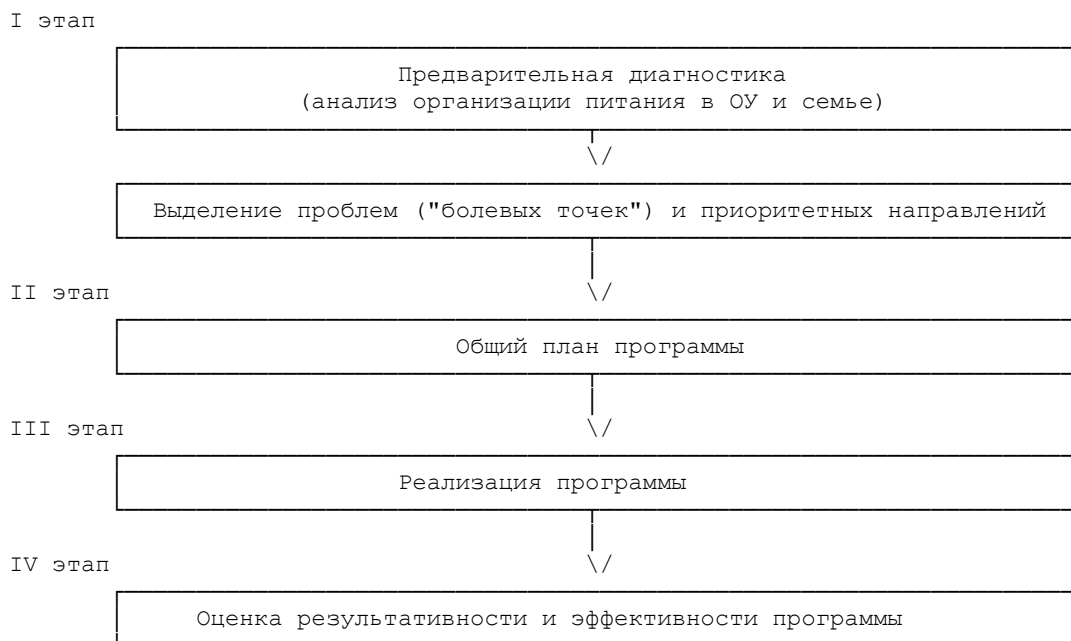 I этап
Предварительная диагностика
(анализ организации питания в ОУ и семье)
\/
Выделение проблем ("болевых точек") и приоритетных направлений
II этап
\/
Общий план программы
III этап
\/
Реализация программы
IV этап
\/
Оценка результативности и эффективности программы